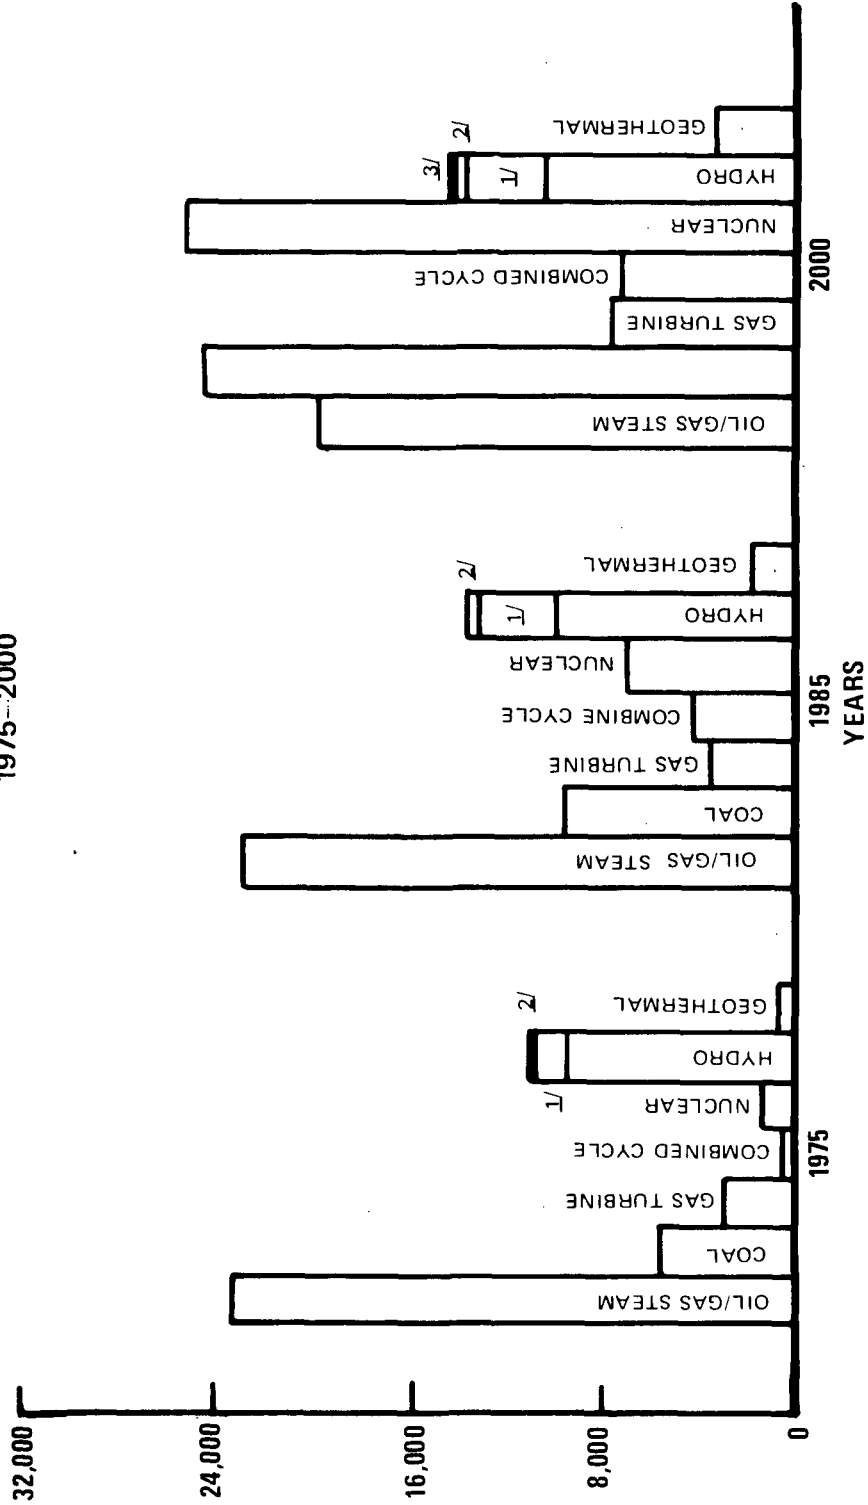 1975-2000
32,000
24,000
16,000
8,000
0
OIL/GAS STEAM
COAL
GAS TURBINE
COMBINED CYCLE
NUCLEAR
1/
HYDRO
2/
GEOTHERMAL
OIL/GAS STEAM
COAL
GAS TURBINE
COMBINE CYCLE
NUCLEAR
1/
HYDRO
2/
GEOTHERMAL
OIL/GAS STEAM
GAS TURBINE
COMBINED CYCLE
NUCLEAR
3/
1/
HYDRO
2/
GEOTHERMAL
1975
1985
2000
YEARS